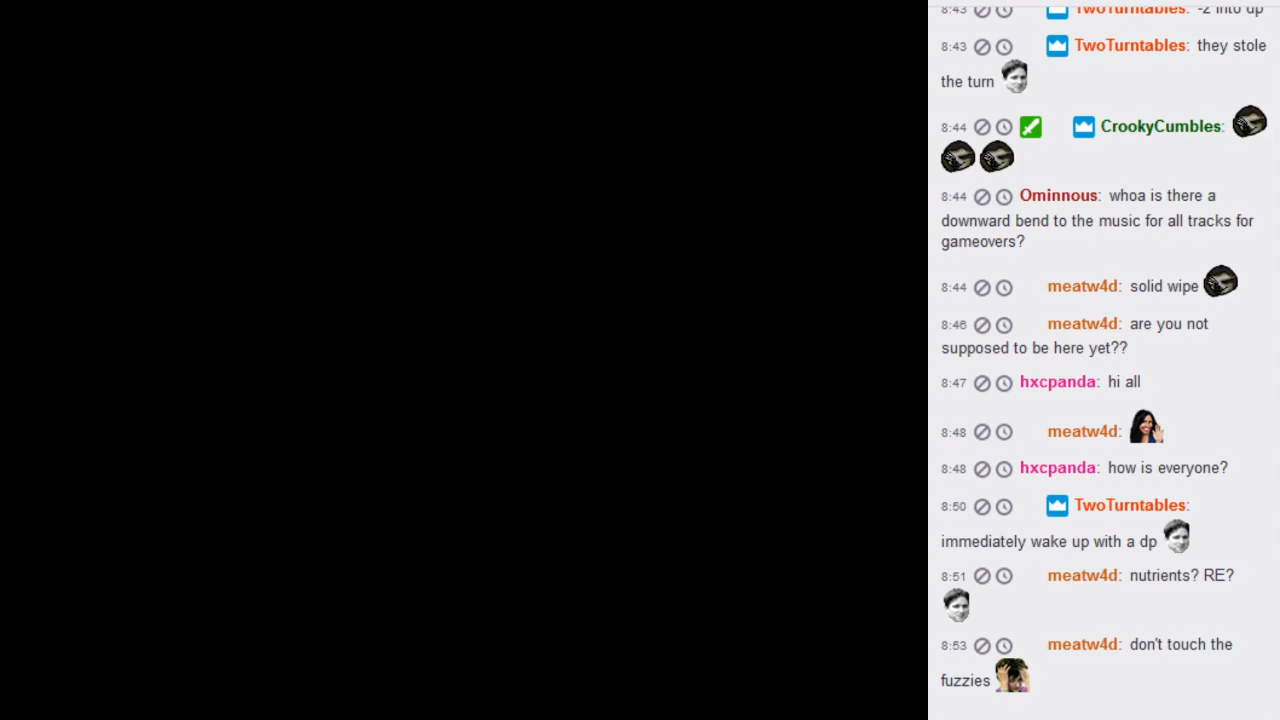 8:43 TwoTurntables: -2 into dp
8:43 TwoTurntables: they stole
the turn
8:44 CrookyCumbles:
8:44 Ominnous: whoa is there a
downward bend to the music for all tracks for
gameovers?
8:44 meatw4d: solid wipe
8:46 meatw4d: are you not
supposed to be here yet??
8:47 hxcpanda: hi all
8:48 meatw4d:
8:48 hxcpanda: how is everyone?
8:50 TwoTurntables:
immediately wake up with a dp
8:51 meatw4d: nutrients? RE?
8:53 meatw4d: don't touch the
fuzzies